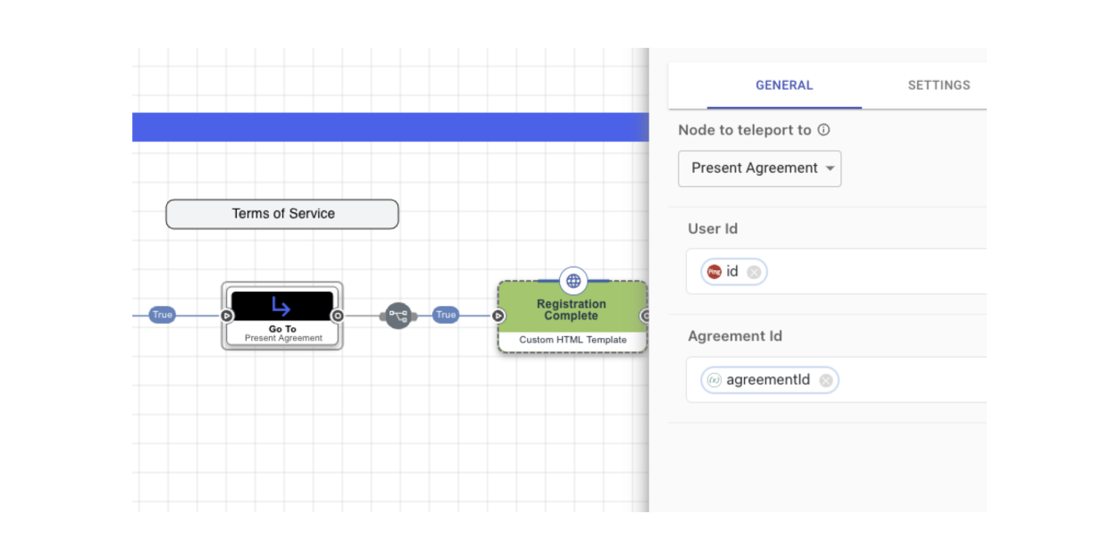 GENERAL
SETTINGS
Node to teleport to
Present Agreement
Terms of Service
User Id
Ping id
True
Go To
Present Agreement
True
Registration
Complete
Custom HTML Template
Agreement Id
{x} agreementId